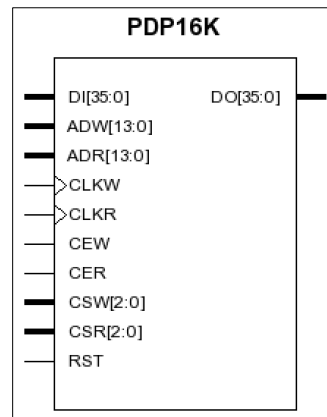 PDP16K
DI[35:0] DO[35:0]
ADW[13:0]
ADR[13:0]
CLKW
CLKR
CEW
CER
CSW[2:0]
CSR[2:0]
RST